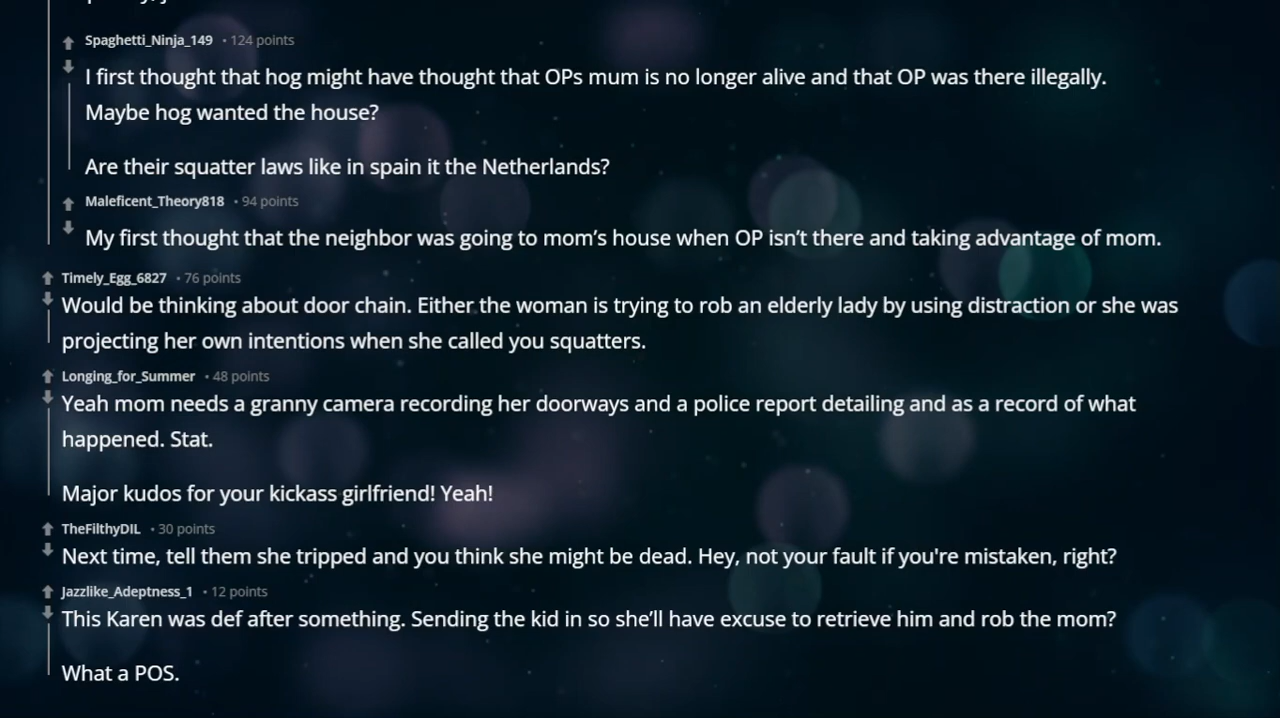 Spaghetti_Ninja_149 • 124 points
I first thought that hog might have thought that OPs mum is no longer alive and that OP was there illegally.
Maybe hog wanted the house?
Are their squatter laws like in spain it the Netherlands?
Maleficent_Theory818 • 94 points
My first thought that the neighbor was going to mom’s house when OP isn’t there and taking advantage of mom.
Timely_Egg_6827 • 76 points
Would be thinking about door chain. Either the woman is trying to rob an elderly lady by using distraction or she was
projecting her own intentions when she called you squatters.
Longing_for_Summer • 48 points
Yeah mom needs a granny camera recording her doorways and a police report detailing and as a record of what
happened. Stat.
Major kudos for your kickass girlfriend! Yeah!
TheFilthyDIL • 30 points
Next time, tell them she tripped and you think she might be dead. Hey, not your fault if you're mistaken, right?
Jazzlike_Adeptness_1 • 12 points
This Karen was def after something. Sending the kid in so she’ll have excuse to retrieve him and rob the mom?
What a POS.